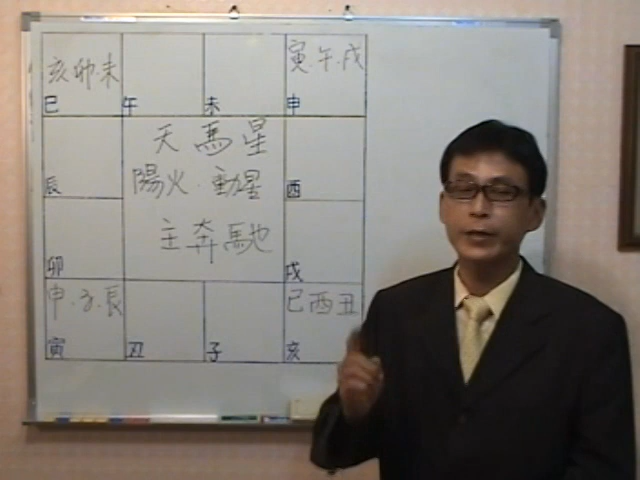 亥卯未
寅午戌
巳
午
未
申
天馬星
陽火.動星
主奔馳
辰
酉
卯
戌
申.子.辰
巳酉丑
寅
丑
子
亥